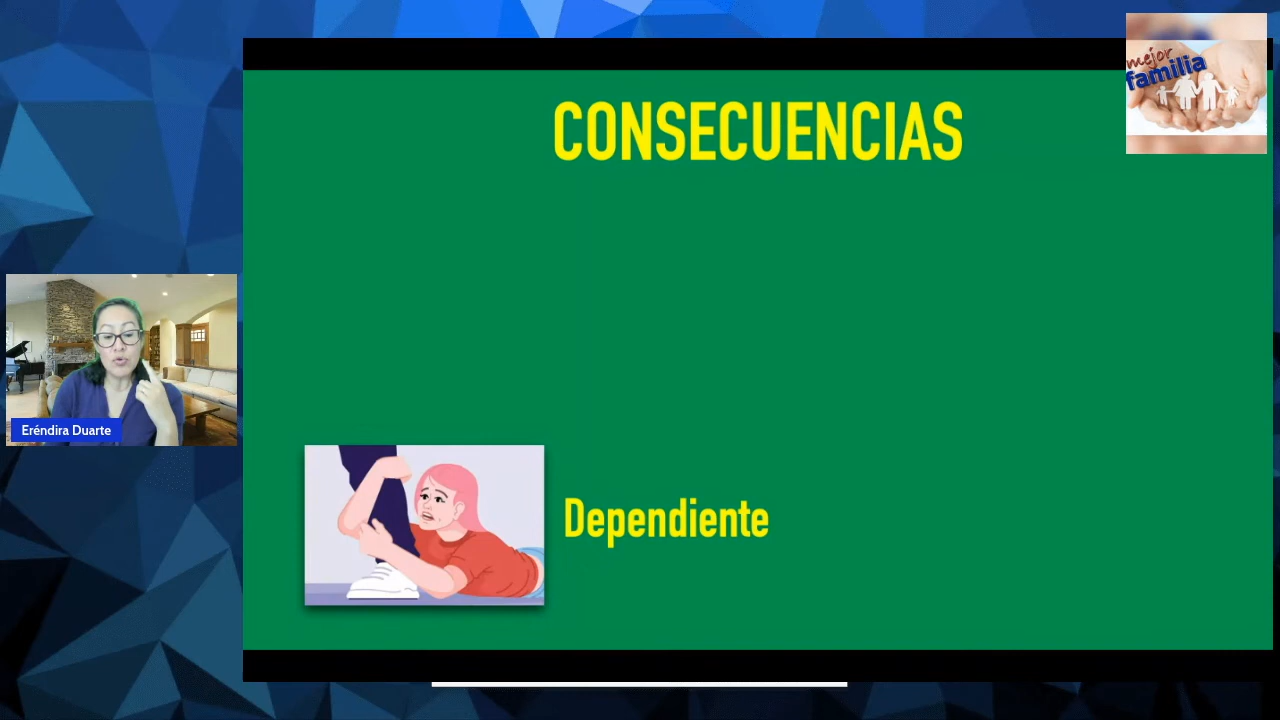 mejor
familia
CONSECUENCIAS
Eréndira Duarte
Dependiente